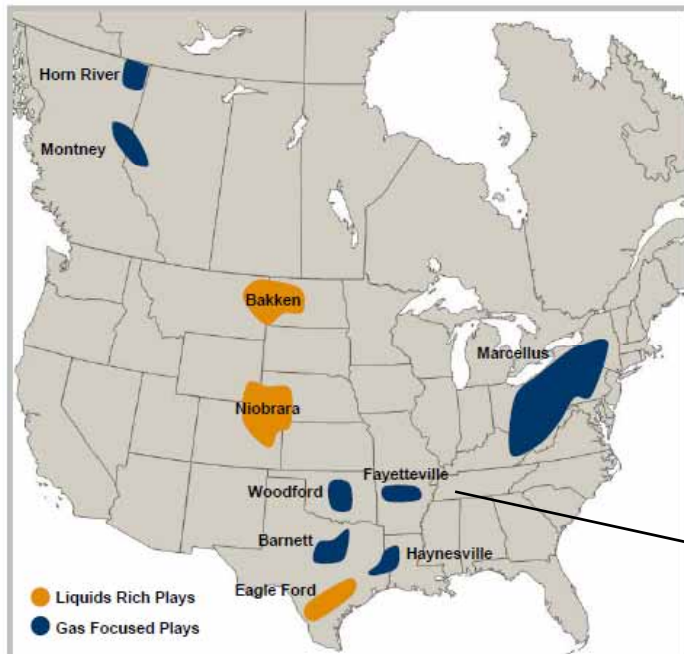 Horn River
Montney
Bakken
Marcellus
Niobrara
Fayetteville
Woodford
Barnett
Haynesville
Eagle Ford
Liquids Rich Plays
Gas Focused Plays